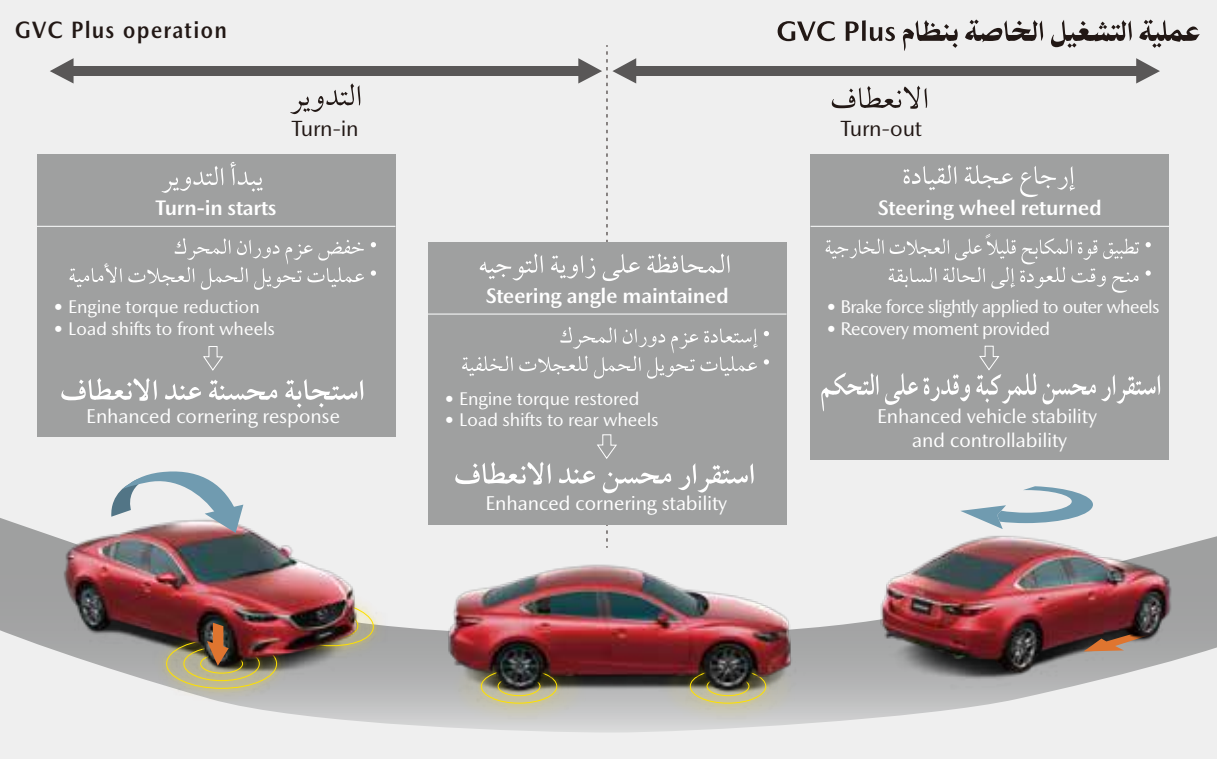 GVC Plus operation
عملية التشغيل الخاصة بنظام GVC Plus
التدوير
Turn-in
الانعطاف
Turn-out
يبدأ التدوير
Turn-in starts
• خفض عزم دوران المحرك
• عمليات تحويل الحمل العجلات الأمامية
• Engine torque reduction
• Load shifts to front wheels
استجابة محسنة عند الانعطاف
Enhanced cornering response
المحافظة على زاوية التوجيه
Steering angle maintained
• إستعادة عزم دوران المحرك
• عمليات تحويل الحمل للعجلات الخلفية
• Engine torque restored
• Load shifts to rear wheels
استقرار محسن عند الانعطاف
Enhanced cornering stability
إرجاع عجلة القيادة
Steering wheel returned
• تطبيق قوة المكابح قليلاً على العجلات الخارجية
• منح وقت للعودة إلى الحالة السابقة
• Brake force slightly applied to outer wheels
• Recovery moment provided
استقرار محسن للمركبة وقدرة على التحكم
Enhanced vehicle stability
and controllability